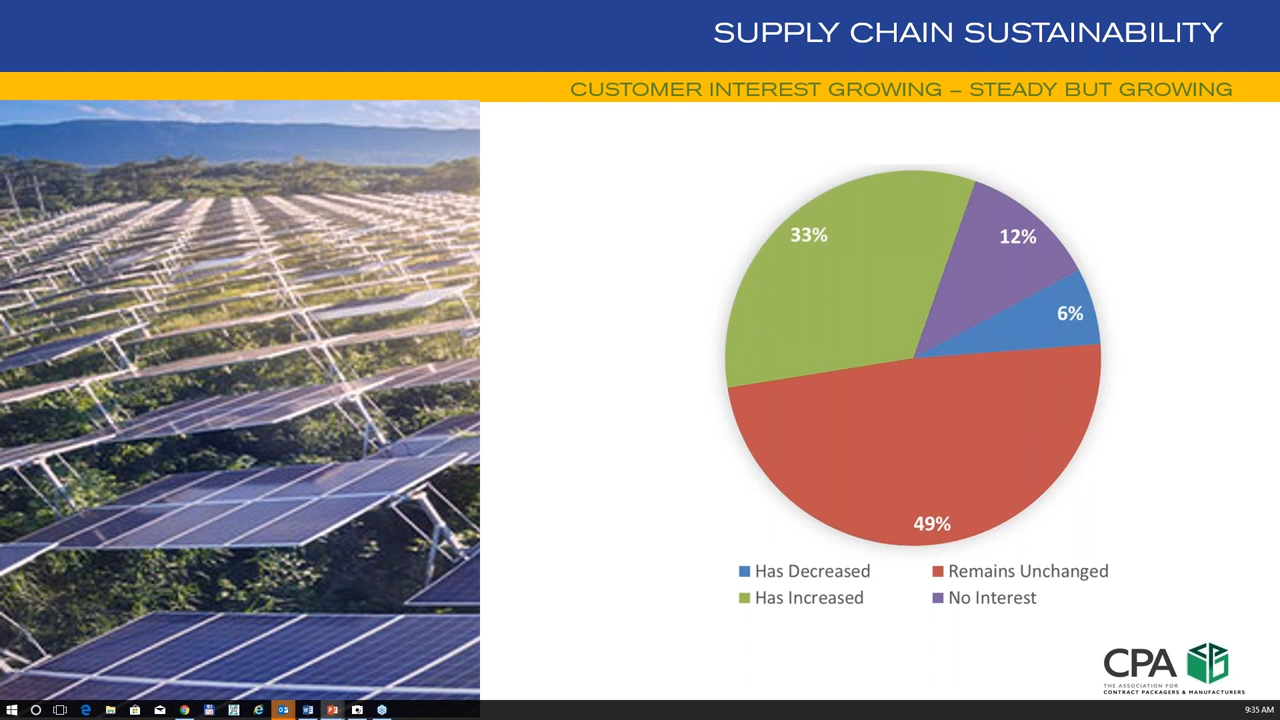 SUPPLY CHAIN SUSTAINABILITY
CUSTOMER INTEREST GROWING – STEADY BUT GROWING
33%
12%
6%
49%
Has Decreased
Remains Unchanged
Has Increased
No Interest
CPA
THE ASSOCIATION FOR
CONTRACT PACKAGERS & MANUFACTURERS
9:35 AM